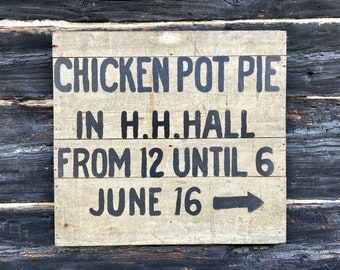 CHICKEN POT PIE
IN H.H.HALL
FROM 12 UNTIL 6
JUNE 16 →